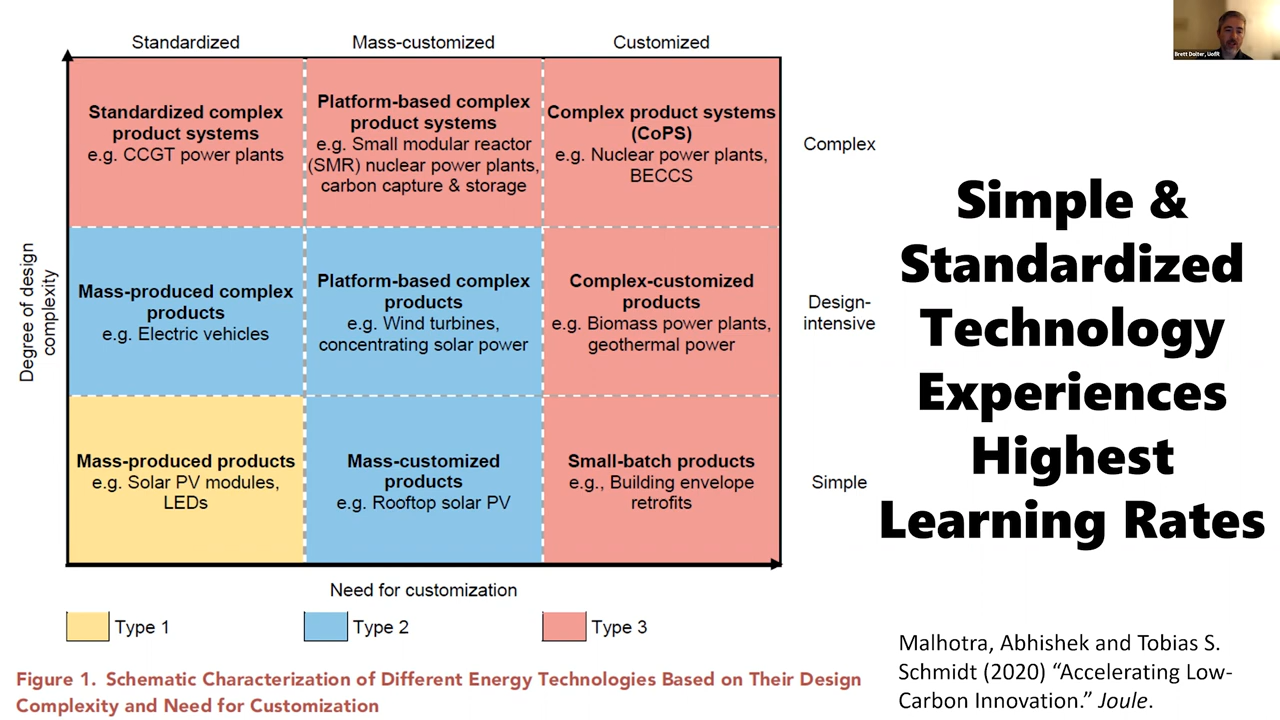 Standardized
Mass-customized
Customized
Standardized complex
product systems
e.g. CCGT power plants
Platform-based complex
product systems
e.g. Small modular reactor
(SMR) nuclear power plants,
carbon capture & storage
Complex product systems
(CoPS)
e.g. Nuclear power plants,
BECCS
Complex
Mass-produced complex
products
e.g. Electric vehicles
Platform-based complex
products
e.g. Wind turbines,
concentrating solar power
Complex-customized
products
e.g. Biomass power plants,
geothermal power
Design-
intensive
Mass-produced products
e.g. Solar PV modules,
LEDs
Mass-customized
products
e.g. Rooftop solar PV
Small-batch products
e.g., Building envelope
retrofits
Simple
Degree of design
complexity
Need for customization
Type 1
Type 2
Type 3
Figure 1. Schematic Characterization of Different Energy Technologies Based on Their Design
Complexity and Need for Customization
Brett Dolter, UofR
Simple &
Standardized
Technology
Experiences
Highest
Learning Rates
Malhotra, Abhishek and Tobias S.
Schmidt (2020) “Accelerating Low-
Carbon Innovation.” Joule.